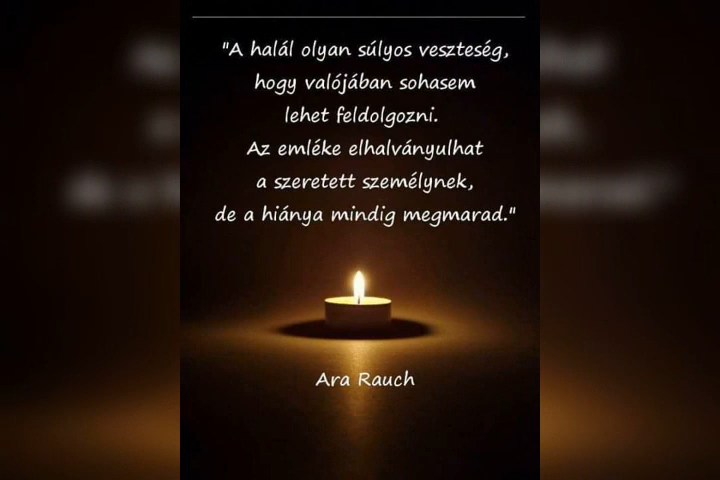 "A halál olyan súlyos veszteség,
hogy valójában sohasem
lehet feldolgozni.
Az emléke elhalványulhat
a szeretett személynek,
de a hiánya mindig megmarad."
Ara Rauch